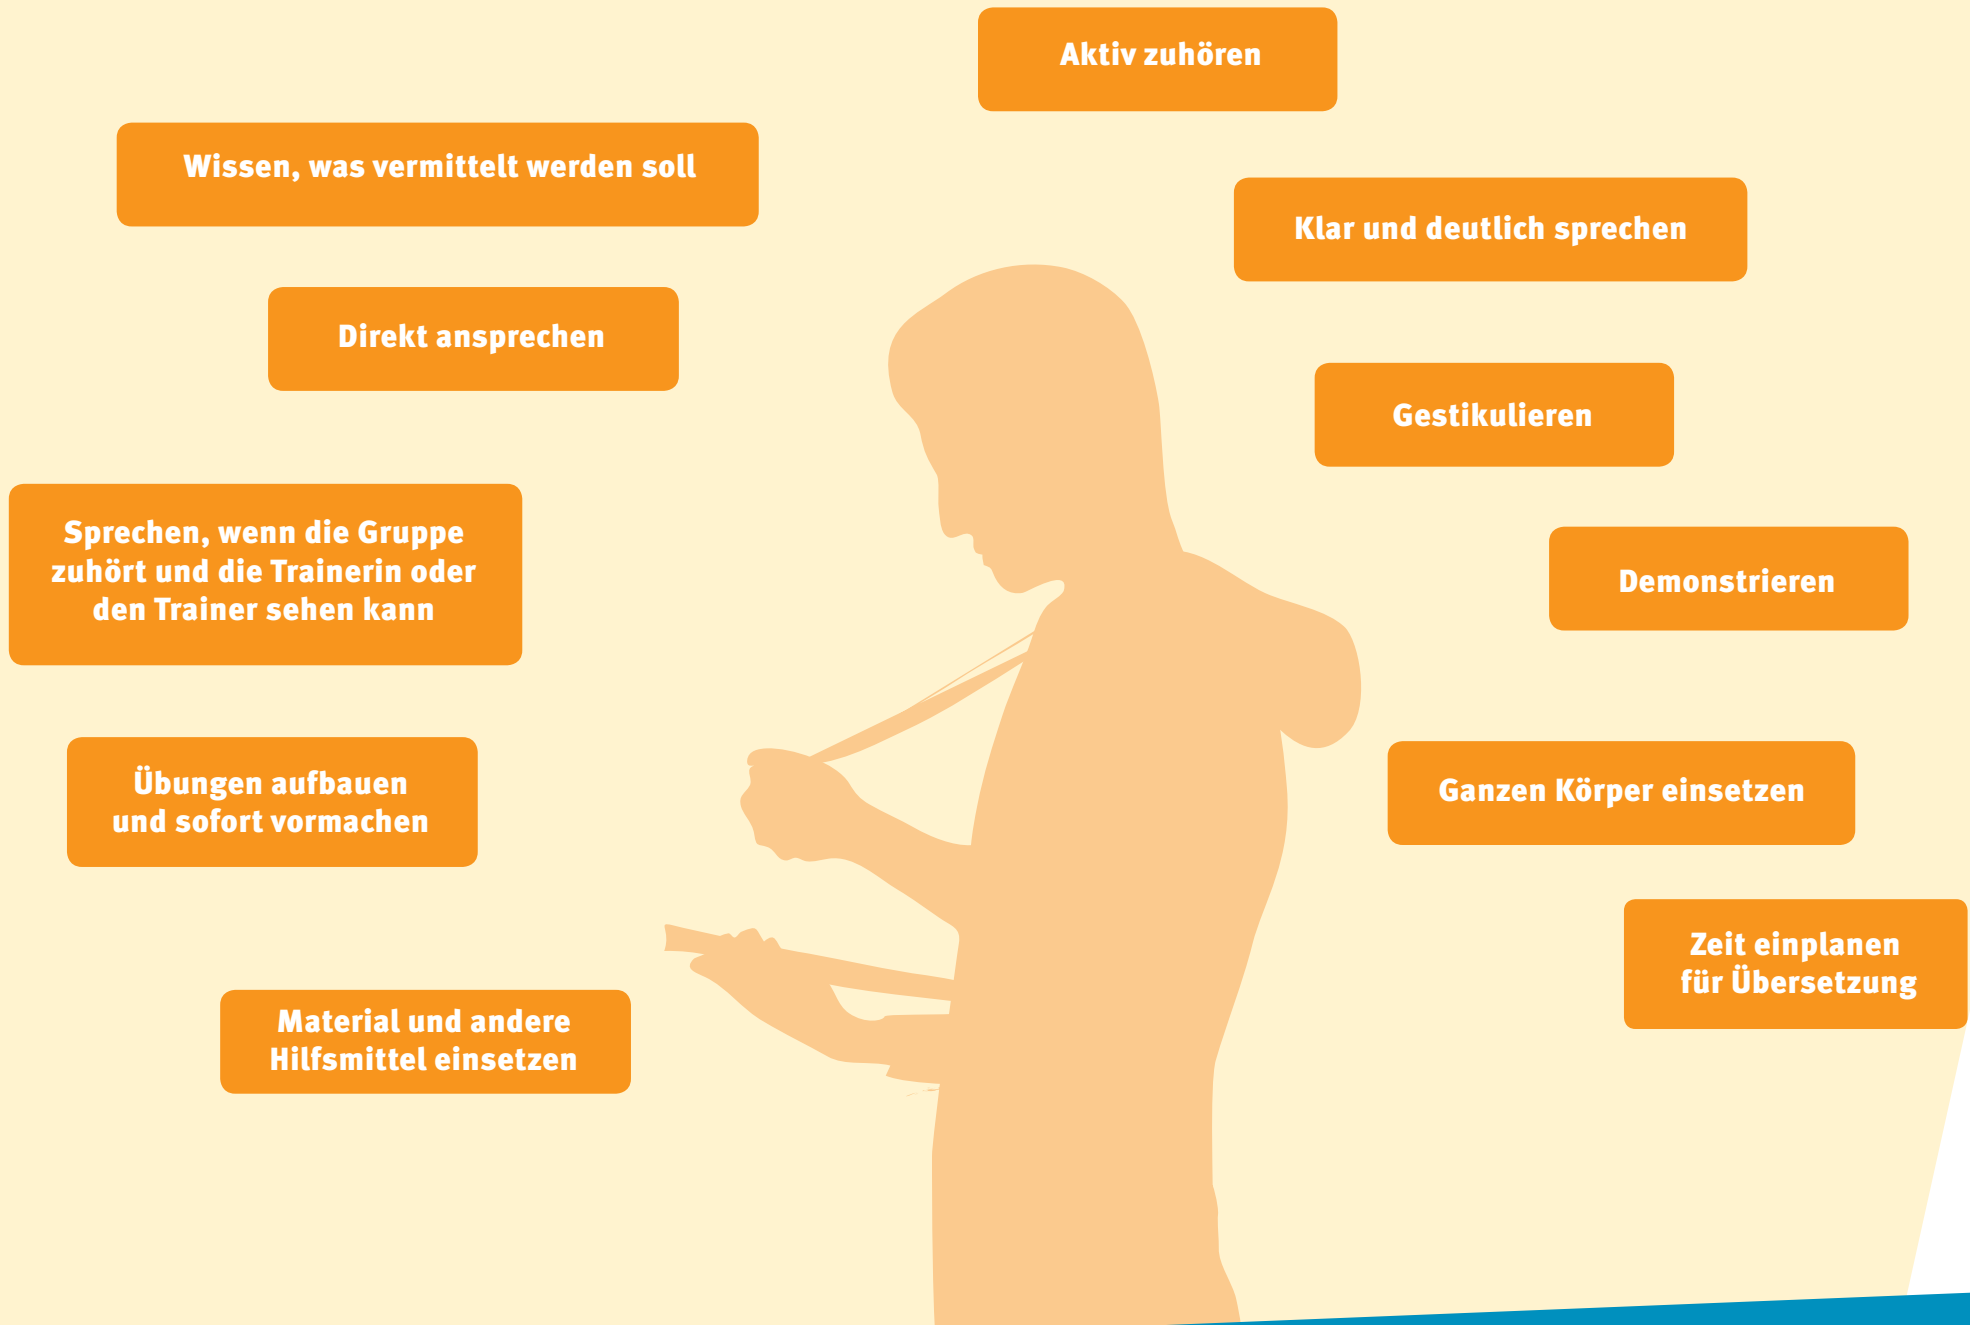 Aktiv zuhören
Wissen, was vermittelt werden soll
Klar und deutlich sprechen
Direkt ansprechen
Gestikulieren
Sprechen, wenn die Gruppe
zuhört und die Trainerin oder
den Trainer sehen kann
Demonstrieren
Übungen aufbauen
und sofort vormachen
Ganzen Körper einsetzen
Zeit einplanen
für Übersetzung
Material und andere
Hilfsmittel einsetzen